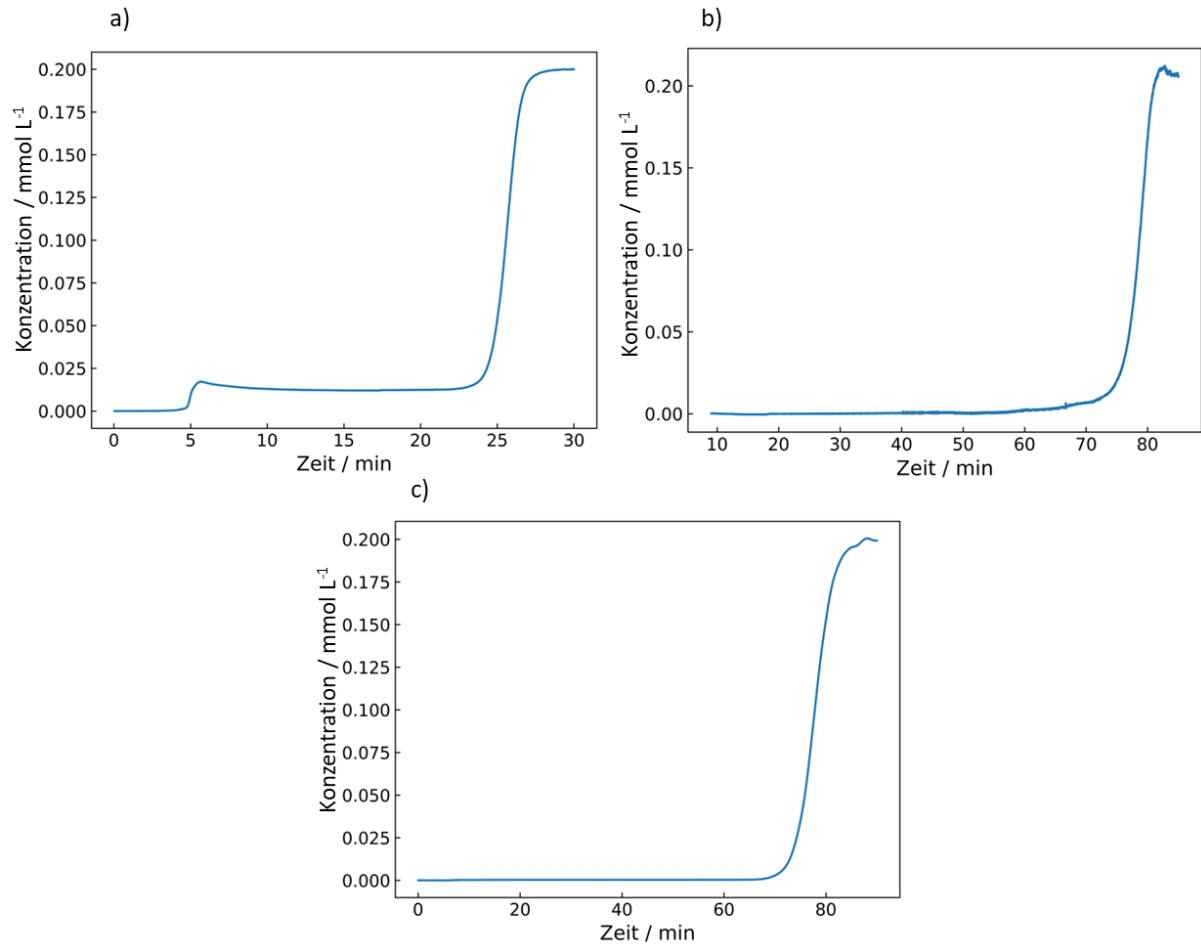 a)
Konzentration / mmol L⁻¹
0.200
0.175
0.150
0.125
0.100
0.075
0.050
0.025
0.000
0 5 10 15 20 25 30
Zeit / min
b)
Konzentration / mmol L⁻¹
0.20
0.15
0.10
0.05
0.00
10 20 30 40 50 60 70 80
Zeit / min
c)
Konzentration / mmol L⁻¹
0.200
0.175
0.150
0.125
0.100
0.075
0.050
0.025
0.000
0 20 40 60 80
Zeit / min